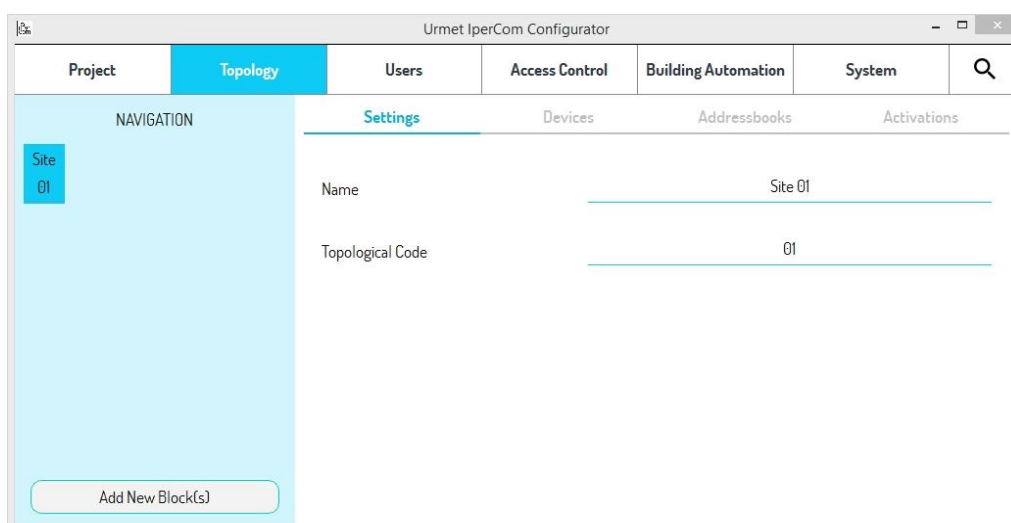 Urmet IperCom Configurator
Project Topology Users Access Control Building Automation System
NAVIGATION Settings Devices Addressbooks Activations
Site
01
Name Site 01
Topological Code 01
Add New Block(s)